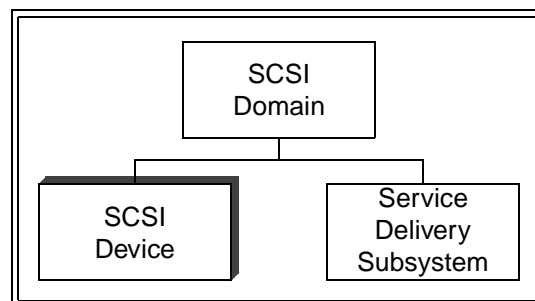 SCSI
Domain
SCSI
Device
Service
Delivery
Subsystem